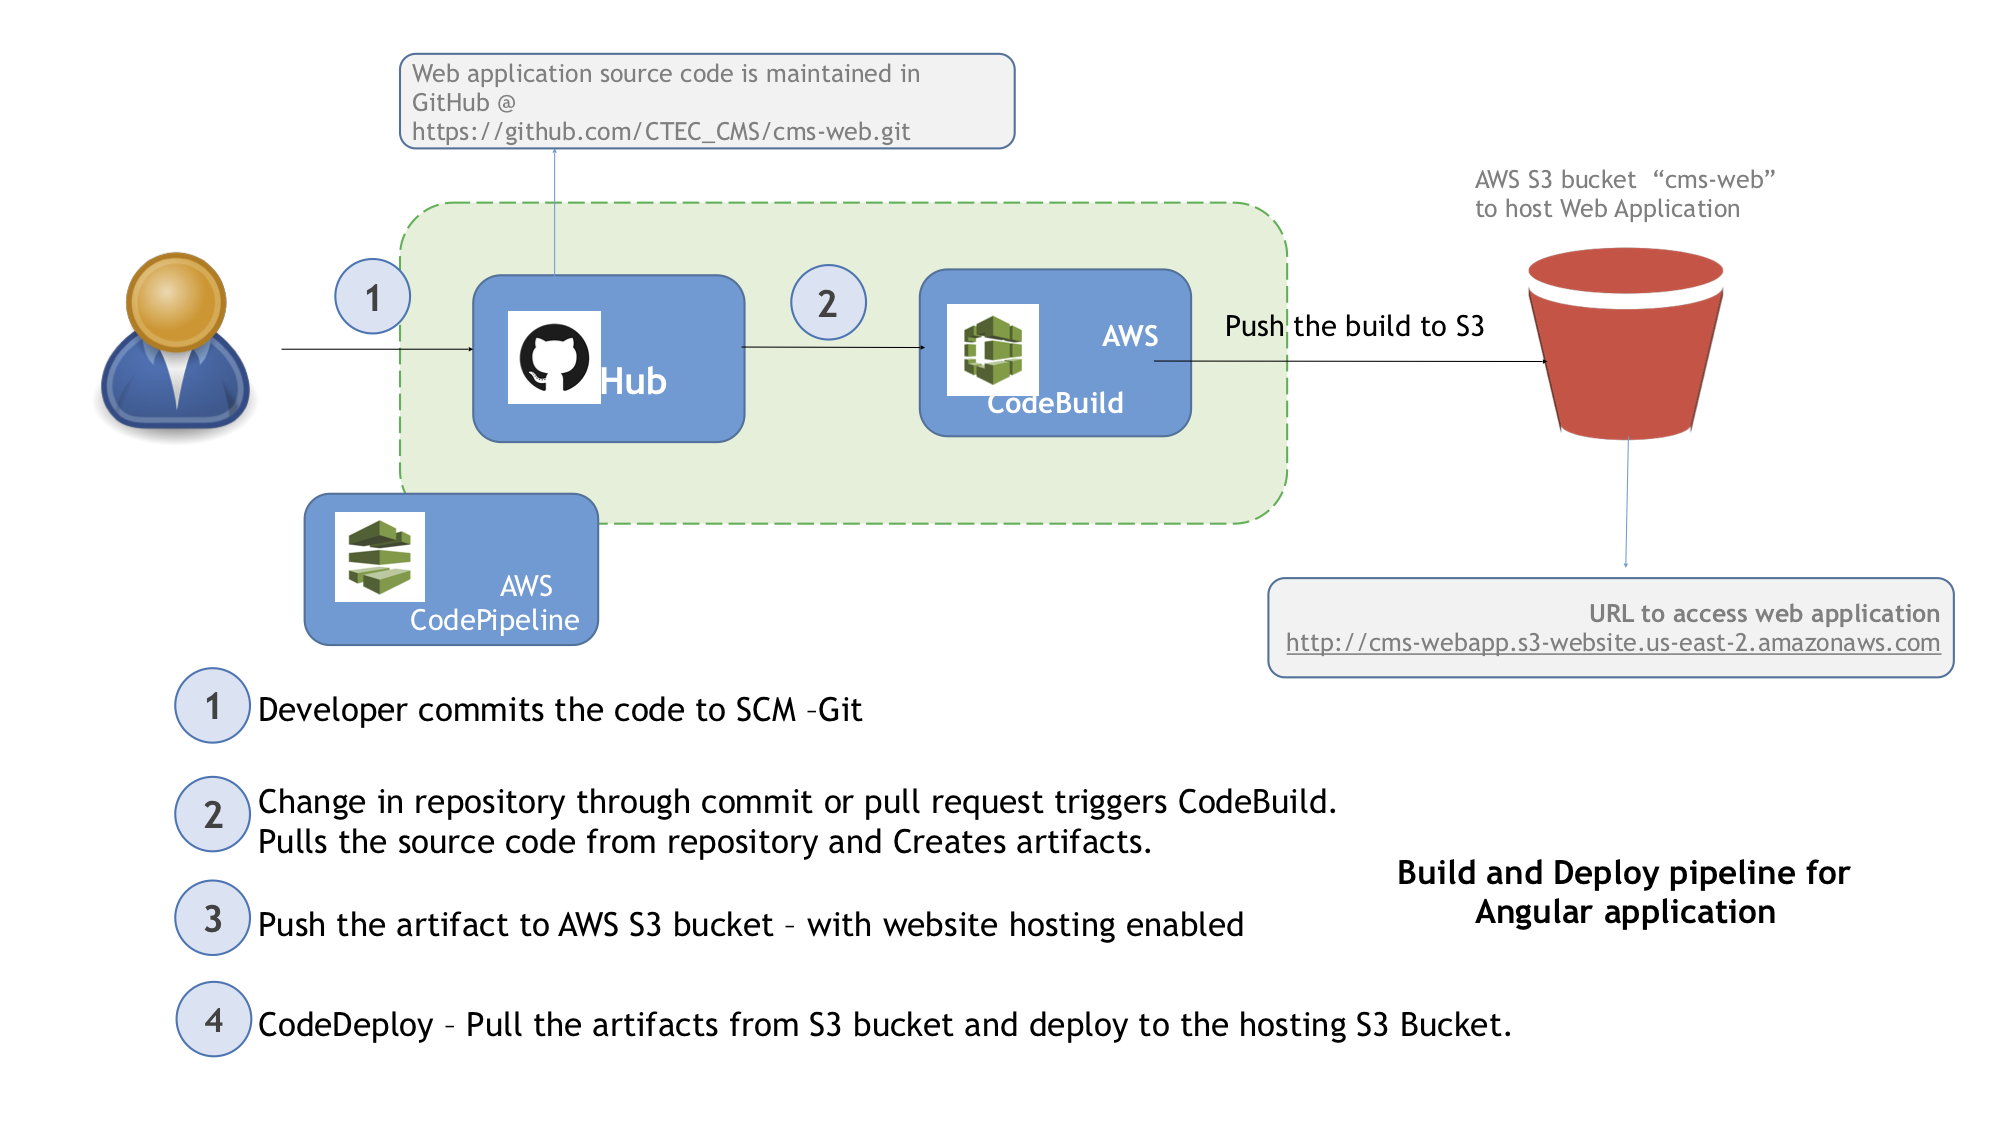 Web application source code is maintained in
GitHub @
https://github.com/CTEC_CMS/cms-web.git
AWS S3 bucket “cms-web”
to host Web Application
1
2
Hub
AWS
CodeBuild
Push the build to S3
AWS
CodePipeline
URL to access web application
http://cms-webapp.s3-website.us-east-2.amazonaws.com
1
Developer commits the code to SCM –Git
2
Change in repository through commit or pull request triggers CodeBuild.
Pulls the source code from repository and Creates artifacts.
3
Push the artifact to AWS S3 bucket – with website hosting enabled
Build and Deploy pipeline for
Angular application
4
CodeDeploy – Pull the artifacts from S3 bucket and deploy to the hosting S3 Bucket.